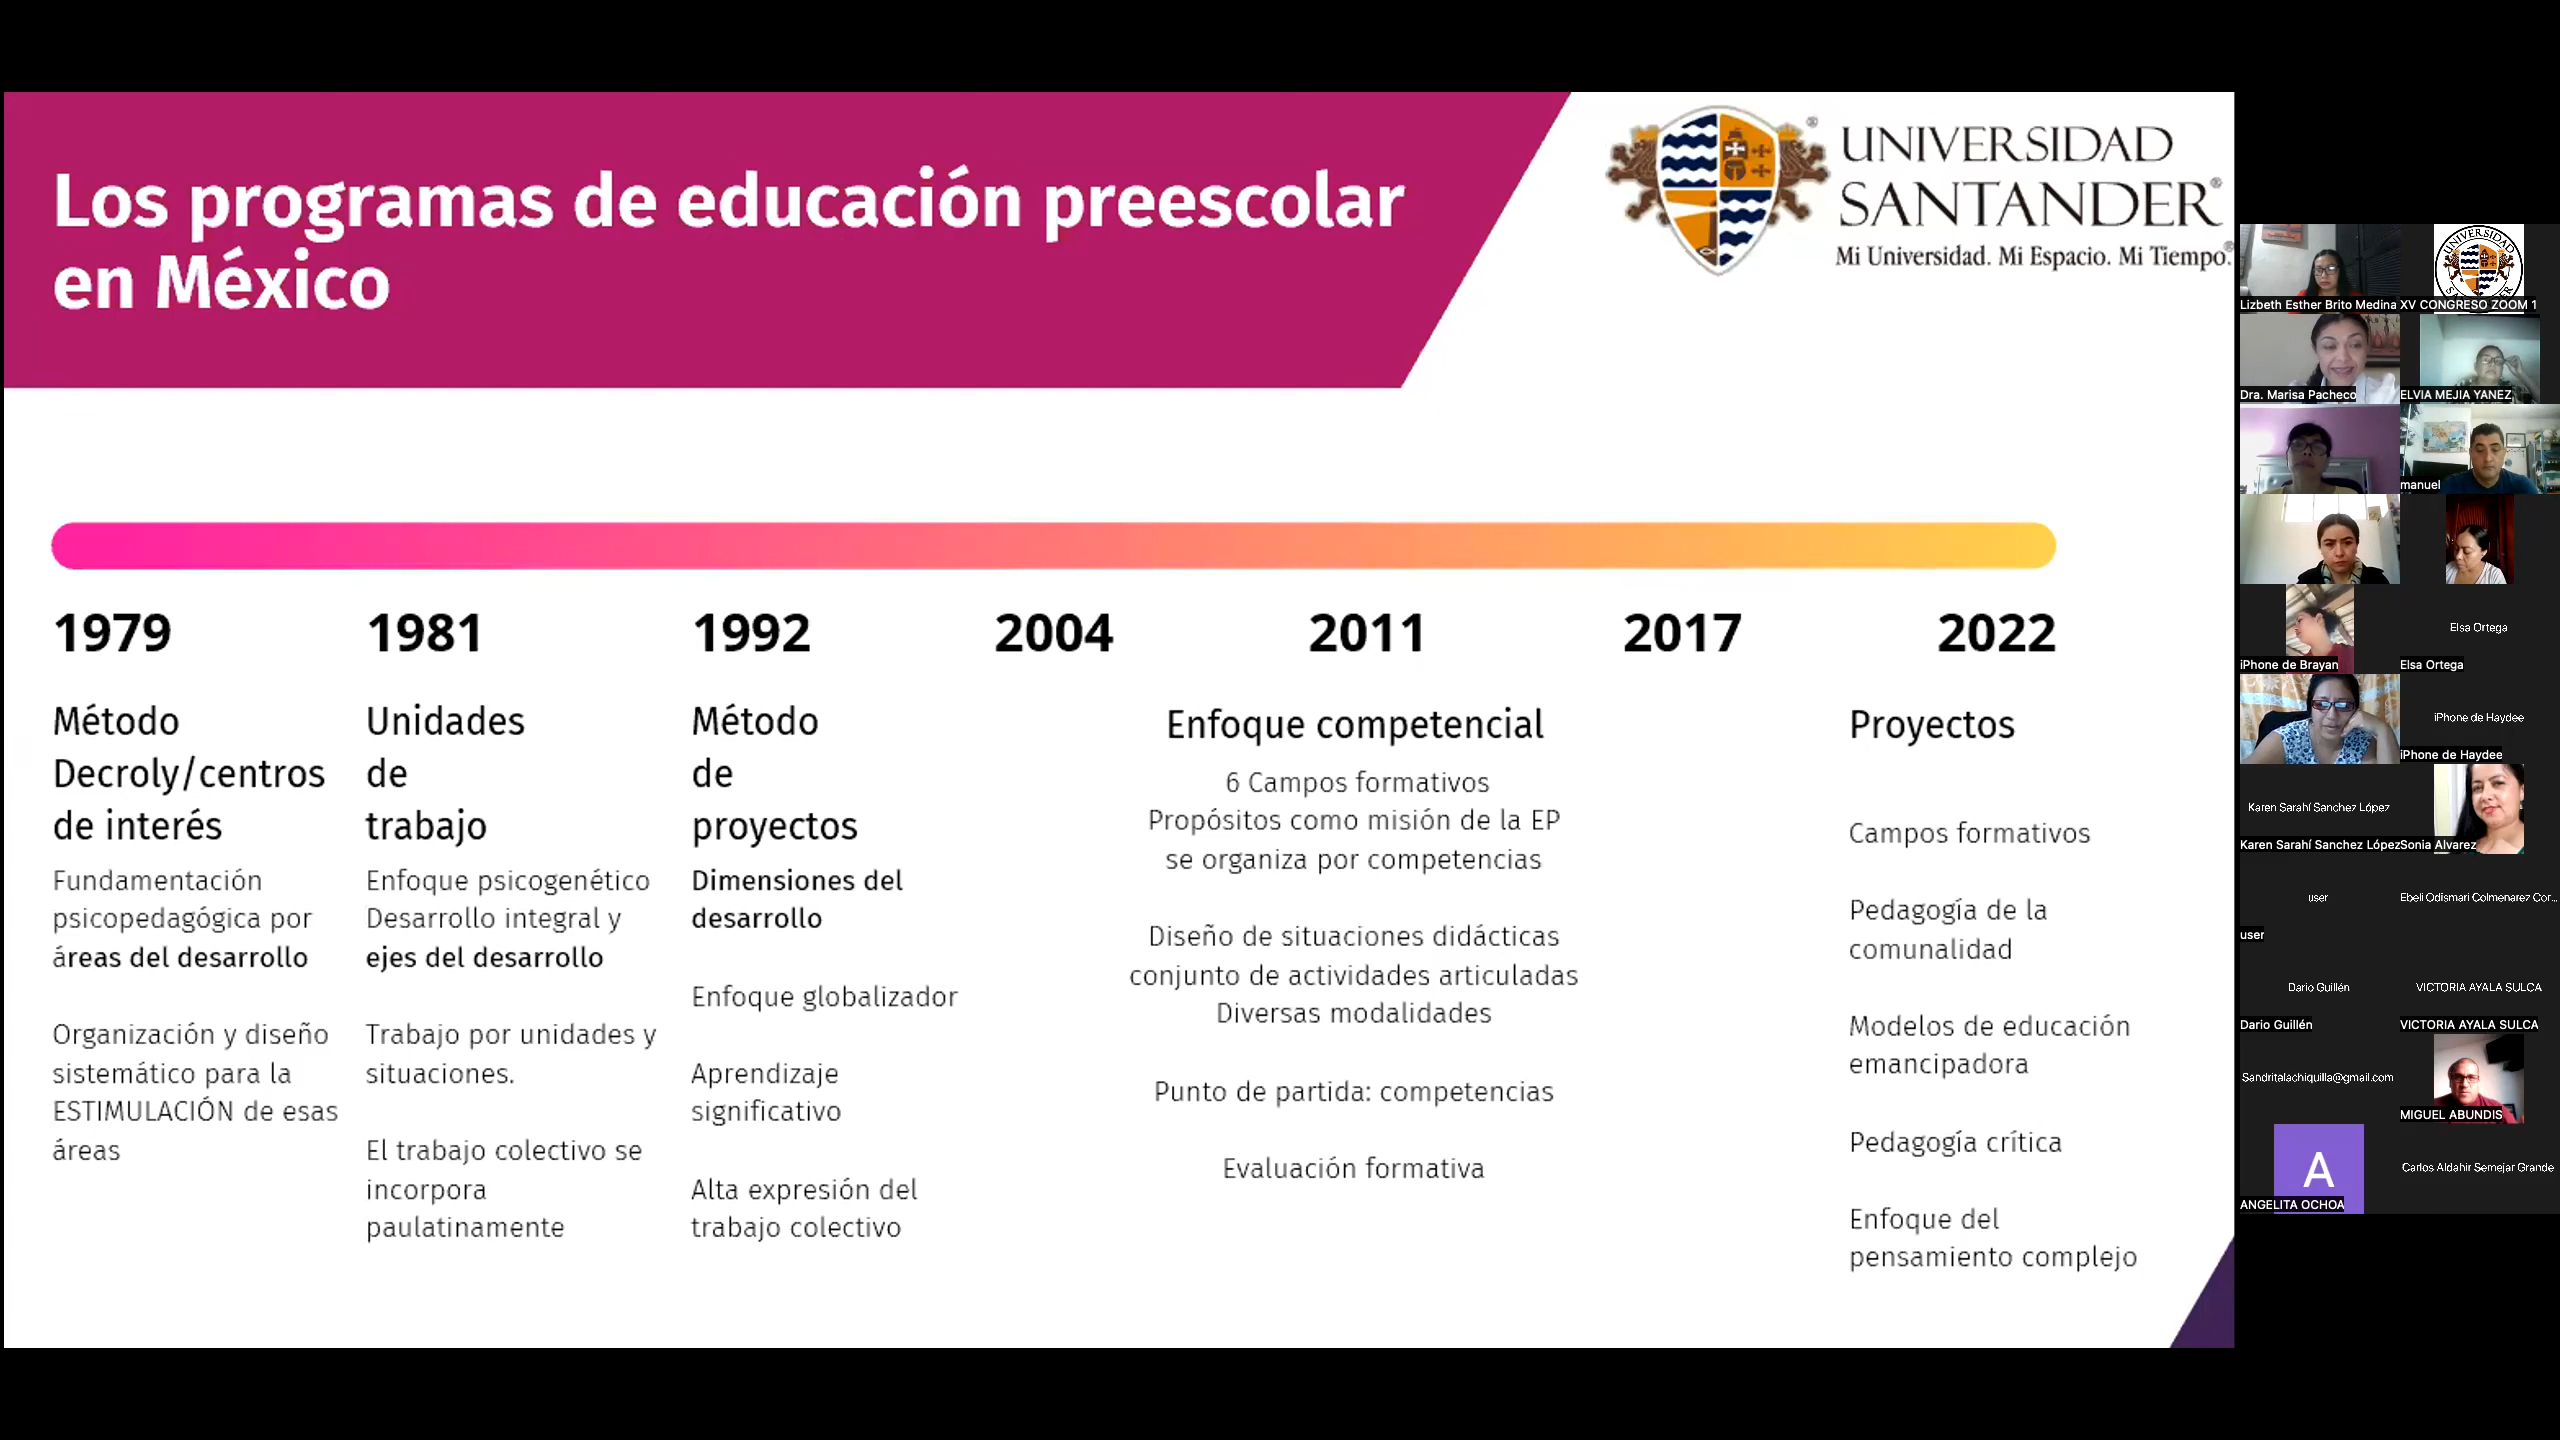 Los programas de educación preescolar
en México
®
UNIVERSIDAD
SANTANDER®
Mi Universidad. Mi Espacio. Mi Tiempo.®
1979
Método
Decroly/centros
de interés
Fundamentación
psicopedagógica por
áreas del desarrollo
Organización y diseño
sistemático para la
ESTIMULACIÓN de esas
áreas
1981
Unidades
de
trabajo
Enfoque psicogenético
Desarrollo integral y
ejes del desarrollo
Trabajo por unidades y
situaciones.
El trabajo colectivo se
incorpora
paulatinamente
1992
Método
de
proyectos
Dimensiones del
desarrollo
Enfoque globalizador
Aprendizaje
significativo
Alta expresión del
trabajo colectivo
2004
2011
2017
Enfoque competencial
6 Campos formativos
Propósitos como misión de la EP
se organiza por competencias
Diseño de situaciones didácticas
conjunto de actividades articuladas
Diversas modalidades
Punto de partida: competencias
Evaluación formativa
2022
Proyectos
Campos formativos
Pedagogía de la
comunalidad
Modelos de educación
emancipadora
Pedagogía crítica
Enfoque del
pensamiento complejo
UNIVERSIDAD
Lizbeth Esther Brito Medina
XV CONGRESO ZOOM 1
Dra. Marisa Pacheco
ELVIA MEJIA YANEZ
manuel
iPhone de Brayan
Elsa Ortega
Elsa Ortega
iPhone de Haydee
iPhone de Haydee
Karen Sarahí Sanchez López
Karen Sarahí Sanchez López
Sonia Alvarez
user
user
Ebeli Odismari Colmenarez Cor...
Dario Guillén
Dario Guillén
VICTORIA AYALA SULCA
VICTORIA AYALA SULCA
Sandritalachiquilla@gmail.com
MIGUEL ABUNDIS
A
ANGELITA OCHOA
Carlos Aldahir Semejar Grande